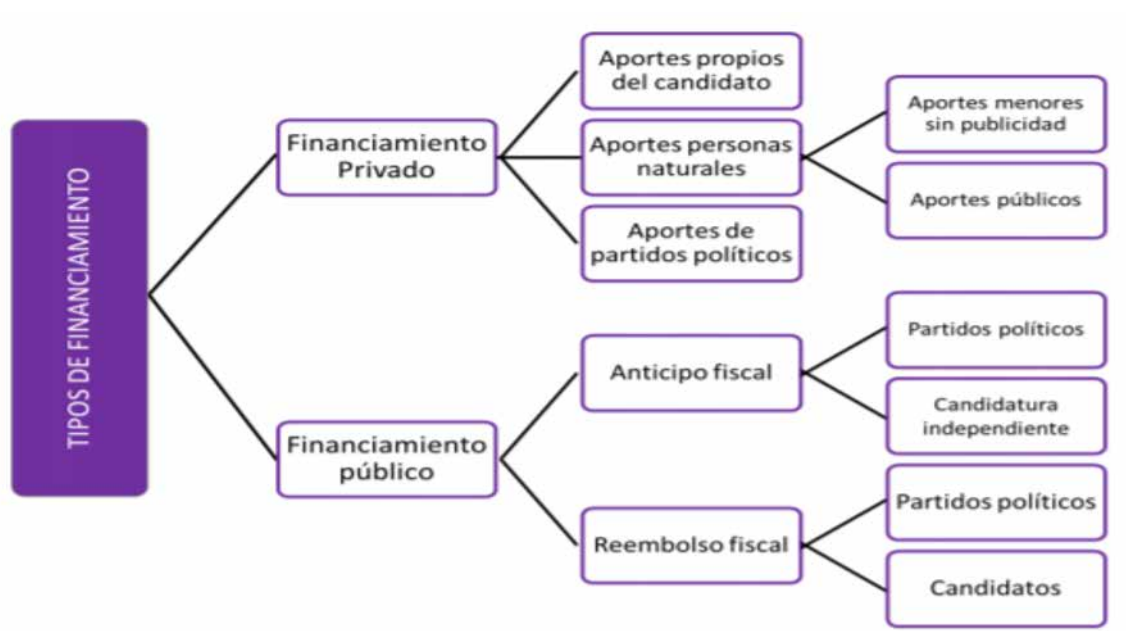 TIPOS DE FINANCIAMIENTO
Financiamiento
Privado
Aportes propios
del candidato
Aportes personas
naturales
Aportes menores
sin publicidad
Aportes públicos
Aportes de
partidos políticos
Financiamiento
público
Anticipo fiscal
Partidos políticos
Candidatura
independiente
Reembolso fiscal
Partidos políticos
Candidatos